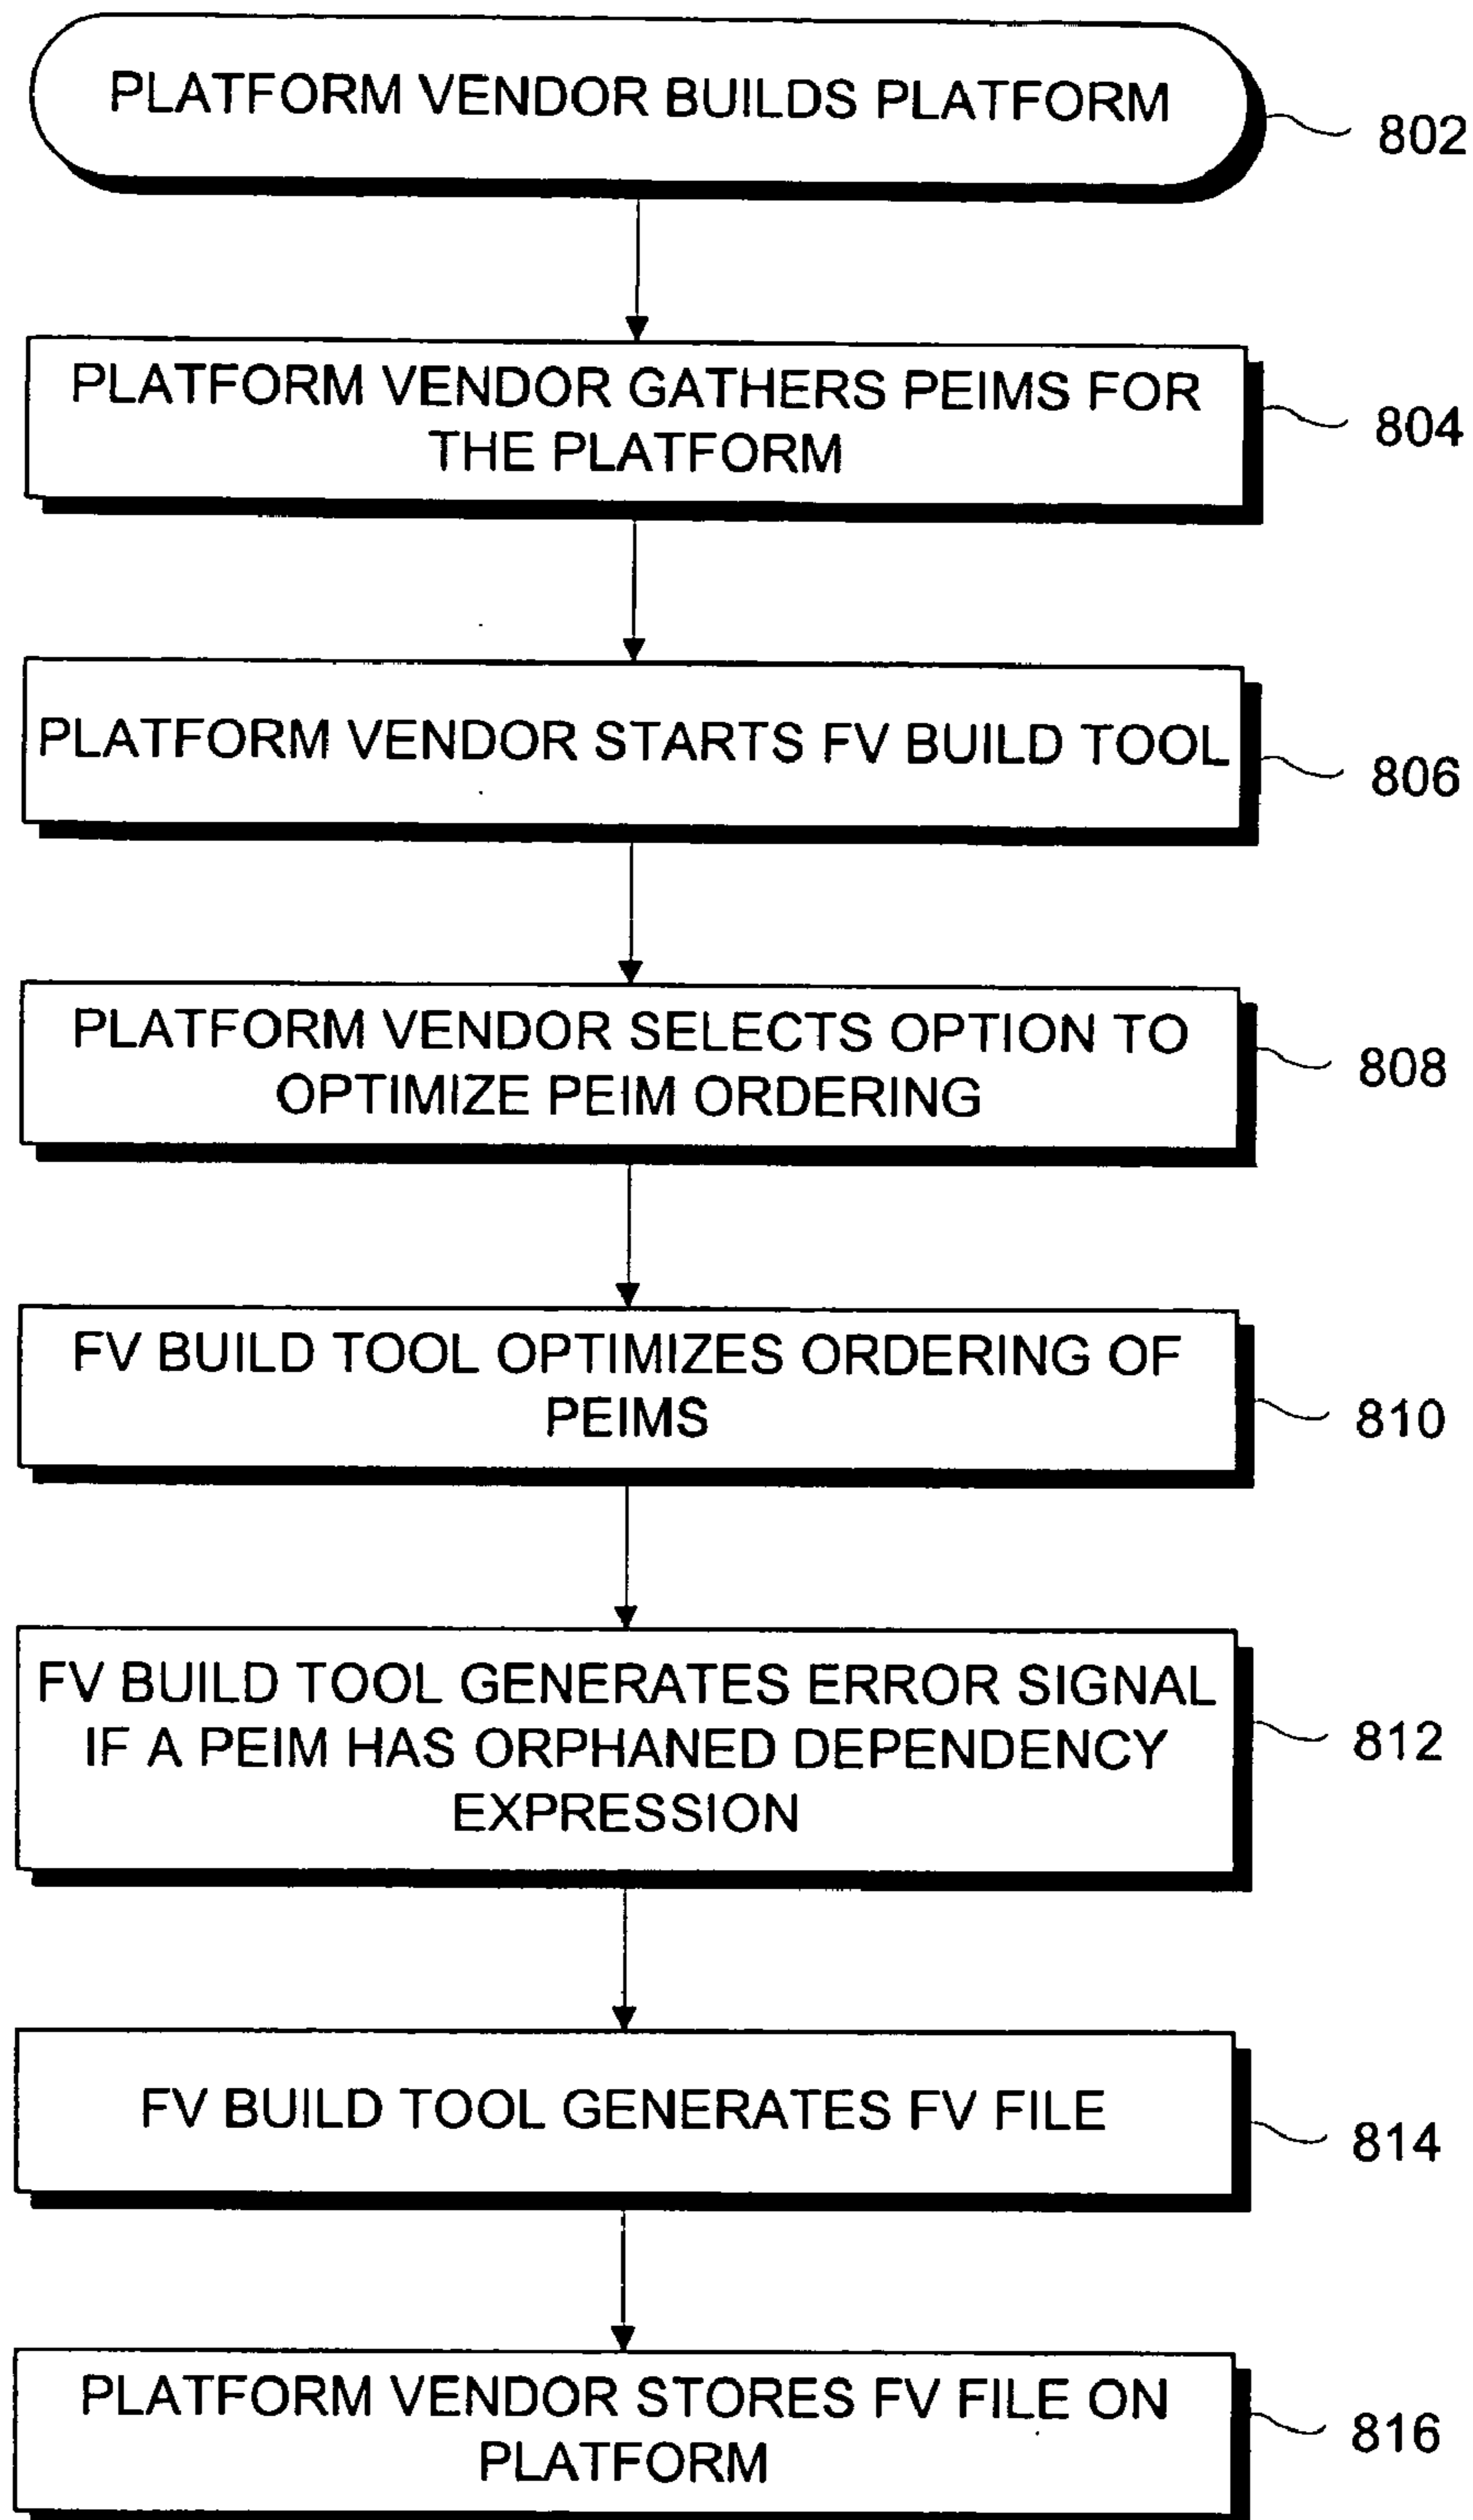 PLATFORM VENDOR BUILDS PLATFORM
802
PLATFORM VENDOR GATHERS PEIMS FOR
THE PLATFORM
804
PLATFORM VENDOR STARTS FV BUILD TOOL
806
PLATFORM VENDOR SELECTS OPTION TO
OPTIMIZE PEIM ORDERING
808
FV BUILD TOOL OPTIMIZES ORDERING OF
PEIMS
810
FV BUILD TOOL GENERATES ERROR SIGNAL
IF A PEIM HAS ORPHANED DEPENDENCY
EXPRESSION
812
FV BUILD TOOL GENERATES FV FILE
814
PLATFORM VENDOR STORES FV FILE ON
PLATFORM
816